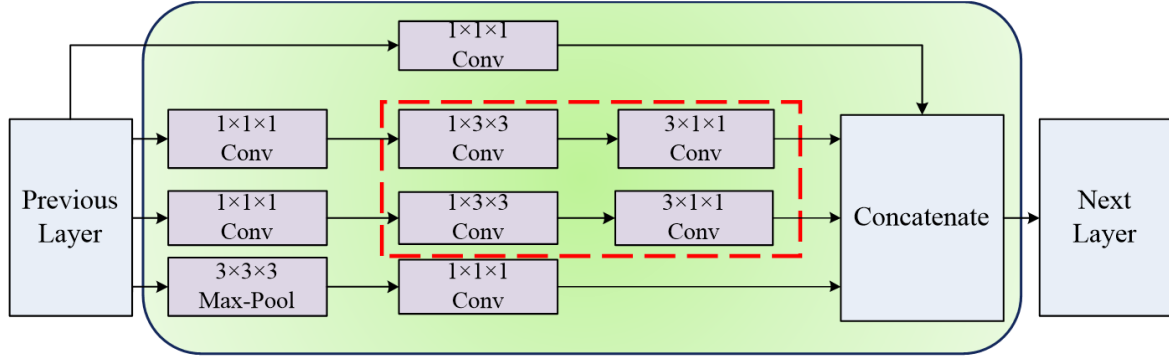 1×1×1
Conv
1×1×1
Conv
1×3×3
Conv
3×1×1
Conv
Previous
Layer
1×1×1
Conv
1×3×3
Conv
3×1×1
Conv
Concatenate
Next
Layer
3×3×3
Max-Pool
1×1×1
Conv